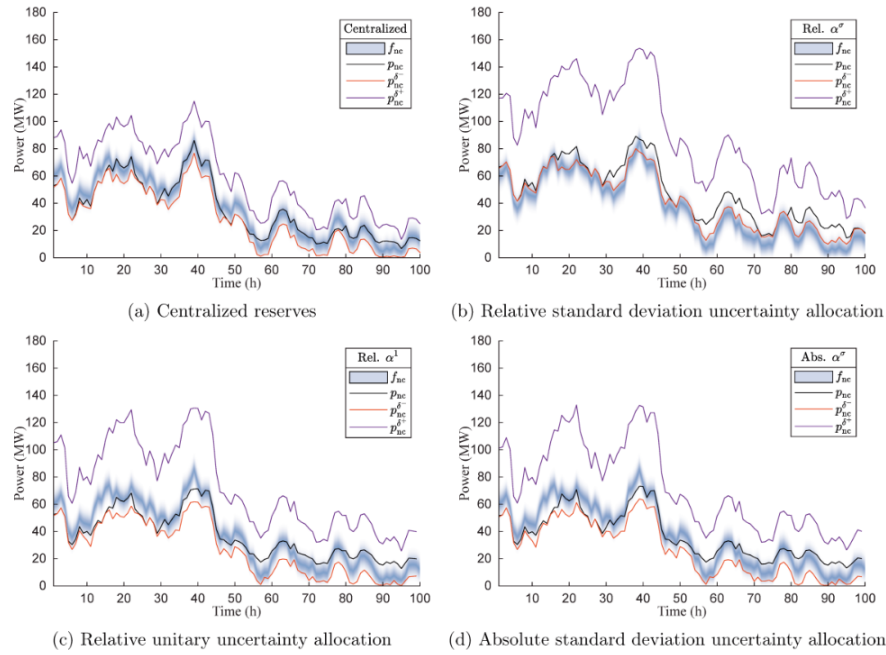 180
160
140
120
100
80
60
40
20
0
Power (MW)
10 20 30 40 50 60 70 80 90 100
Time (h)
Centralized
f_nc
p_nc
p_nc^δ⁻
p_nc^δ⁺
(a) Centralized reserves
180
160
140
120
100
80
60
40
20
0
Power (MW)
10 20 30 40 50 60 70 80 90 100
Time (h)
Rel. α^σ
f_nc
p_nc
p_nc^δ⁻
p_nc^δ⁺
(b) Relative standard deviation uncertainty allocation
180
160
140
120
100
80
60
40
20
0
Power (MW)
10 20 30 40 50 60 70 80 90 100
Time (h)
Rel. α¹
f_nc
p_nc
p_nc^δ⁻
p_nc^δ⁺
(c) Relative unitary uncertainty allocation
180
160
140
120
100
80
60
40
20
0
Power (MW)
10 20 30 40 50 60 70 80 90 100
Time (h)
Abs. α^σ
f_nc
p_nc
p_nc^δ⁻
p_nc^δ⁺
(d) Absolute standard deviation uncertainty allocation